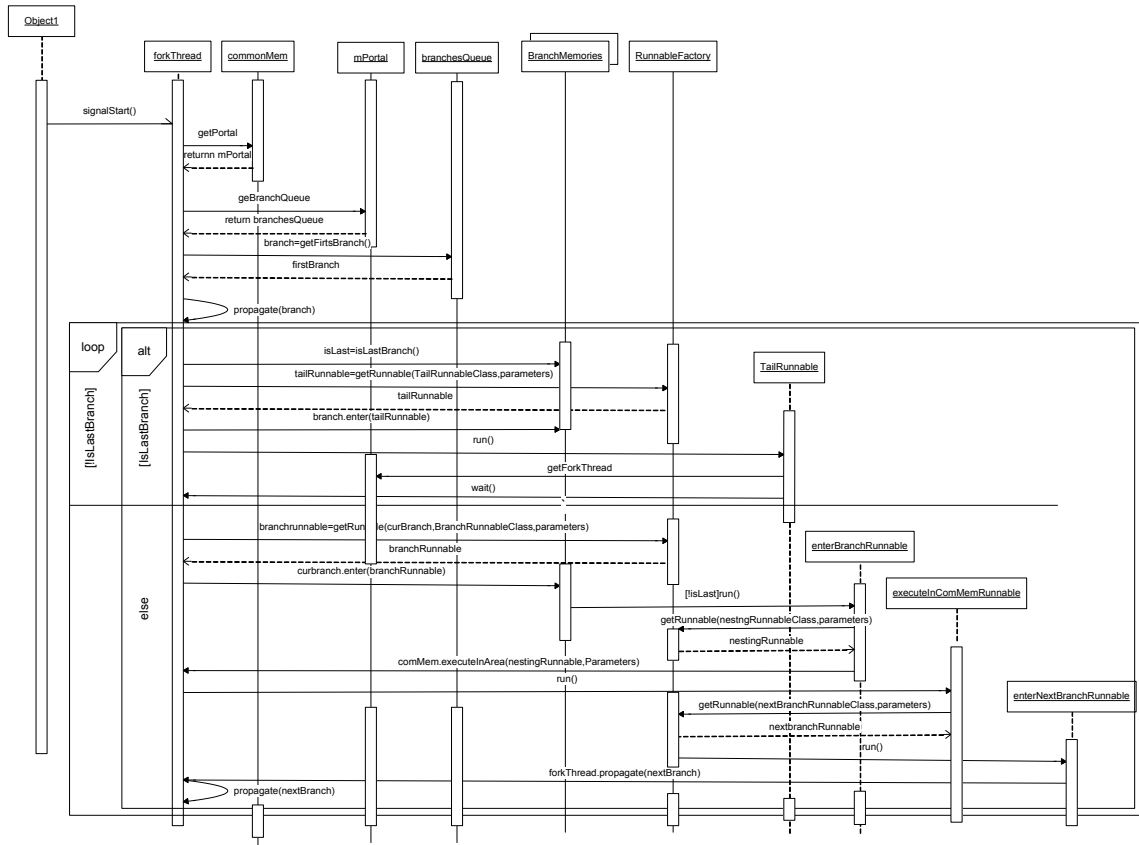 Object1
forkThread
commonMem
mPortal
branchesQueue
BranchMemories
RunnableFactory
signalStart()
getPortal
returnn mPortal
geBranchQueue
return branchesQueue
branch=getFirtsBranch()
firstBranch
propagate(branch)
loop
alt
[!IsLastBranch]
[IsLastBranch]
isLast=isLastBranch()
TailRunnable
tailRunnable=getRunnable(TailRunnableClass,parameters)
tailRunnable
branch.enter(tailRunnable)
run()
getForkThread
wait()
branchrunnable=getRunable(curBranch,BranchRunnableClass,parameters)
enterBranchRunnable
branchRunnable
curbranch.enter(branchRunnable)
else
[!isLast]run()
executeInComMemRunnable
getRunnable(nestngRunnableClass,parameters)
nestingRunnable
comMem.executeInArea(nestingRunnable,Parameters)
run()
enterNextBranchRunnable
getRunnable(nextBranchRunnableClass,parameters)
nextbranchRunnable
run()
forkThread.propagate(nextBranch)
propagate(nextBranch)